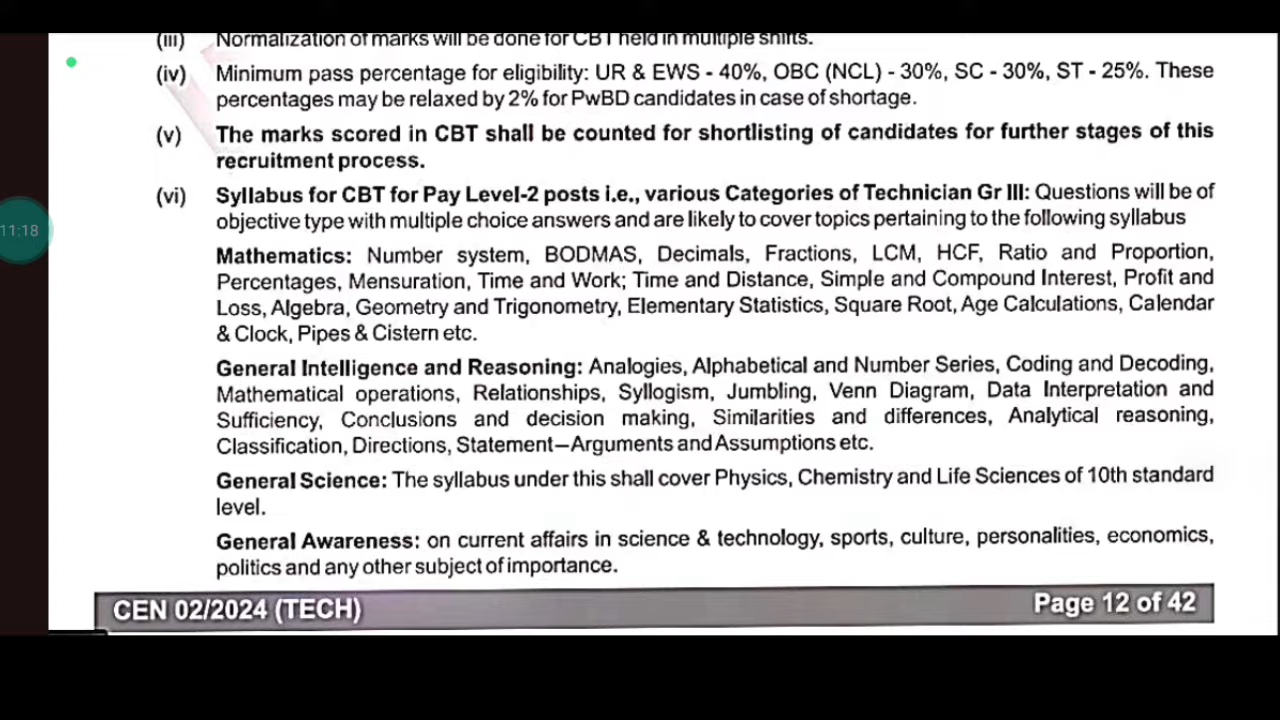 (iii) Normalization of marks will be done for CBT held in multiple shifts.
(iv) Minimum pass percentage for eligibility: UR & EWS - 40%, OBC (NCL) - 30%, SC - 30%, ST - 25%. These
percentages may be relaxed by 2% for PwBD candidates in case of shortage.
(v) The marks scored in CBT shall be counted for shortlisting of candidates for further stages of this
recruitment process.
(vi) Syllabus for CBT for Pay Level-2 posts i.e., various Categories of Technician Gr III: Questions will be of
objective type with multiple choice answers and are likely to cover topics pertaining to the following syllabus
11:18
Mathematics: Number system, BODMAS, Decimals, Fractions, LCM, HCF, Ratio and Proportion,
Percentages, Mensuration, Time and Work; Time and Distance, Simple and Compound Interest, Profit and
Loss, Algebra, Geometry and Trigonometry, Elementary Statistics, Square Root, Age Calculations, Calendar
& Clock, Pipes & Cistern etc.
General Intelligence and Reasoning: Analogies, Alphabetical and Number Series, Coding and Decoding,
Mathematical operations, Relationships, Syllogism, Jumbling, Venn Diagram, Data Interpretation and
Sufficiency, Conclusions and decision making, Similarities and differences, Analytical reasoning,
Classification, Directions, Statement–Arguments and Assumptions etc.
General Science: The syllabus under this shall cover Physics, Chemistry and Life Sciences of 10th standard
level.
General Awareness: on current affairs in science & technology, sports, culture, personalities, economics,
politics and any other subject of importance.
CEN 02/2024 (TECH) Page 12 of 42